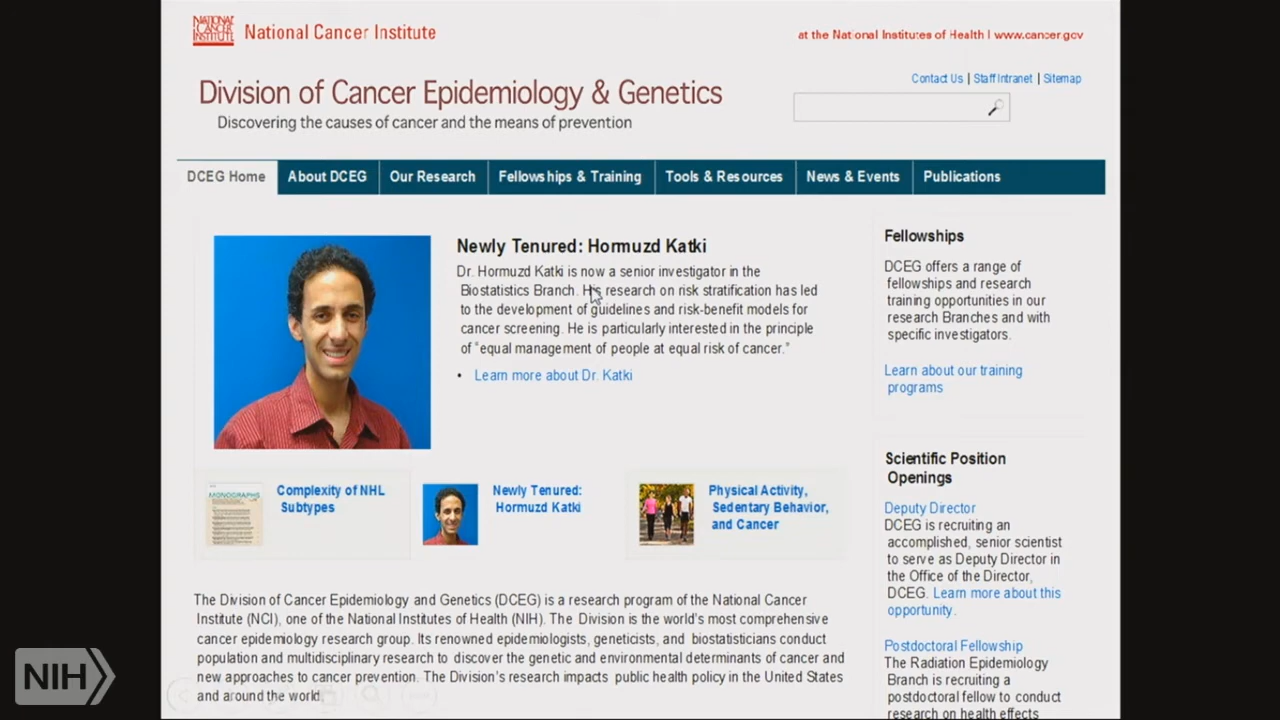 NATIONAL CANCER INSTITUTE
National Cancer Institute
at the National Institutes of Health | www.cancer.gov
Contact Us | Staff Intranet | Sitemap
Division of Cancer Epidemiology & Genetics
Discovering the causes of cancer and the means of prevention
DCEG Home
About DCEG
Our Research
Fellowships & Training
Tools & Resources
News & Events
Publications
Newly Tured: Hormuzd Katki
Dr. Hormuzd Katki is now a senior investigator in the
Biostatistics Branch. His research on risk stratification has led
to the development of guidelines and risk-benefit models for
cancer screening. He is particularly interested in the principle
of “equal management of people at equal risk of cancer.”
• Learn more about Dr. Katki
Fellowships
DCEG offers a range of
fellowships and research
training opportunities in our
research Branches and with
specific investigators.
Learn about our training
programs
MONOGRAPHS
Complexity of NHL
Subtypes
Newly Tenured:
Hormuzd Katki
Physical Activity,
Sedentary Behavior,
and Cancer
Scientific Position
Openings
Deputy Director
DCEG is recruiting an
accomplished, senior scientist
to serve as Deputy Director in
the Office of the Director,
DCEG. Learn more about this
opportunity.
Postdoctoral Fellowship
The Radiation Epidemiology
Branch is recruiting a
postdoctoral fellow to conduct
research on health effects
The Division of Cancer Epidemiology and Genetics (DCEG) is a research program of the National Cancer
Institute (NCI), one of the National Institutes of Health (NIH). The Division is the world's most comprehensive
cancer epidemiology research group. Its renowned epidemiologists, geneticists, and biostatisticians conduct
population and multidisciplinary research to discover the genetic and environmental determinants of cancer and
new approaches to cancer prevention. The Division's research impacts public health policy in the United States
and around the world.
NIH